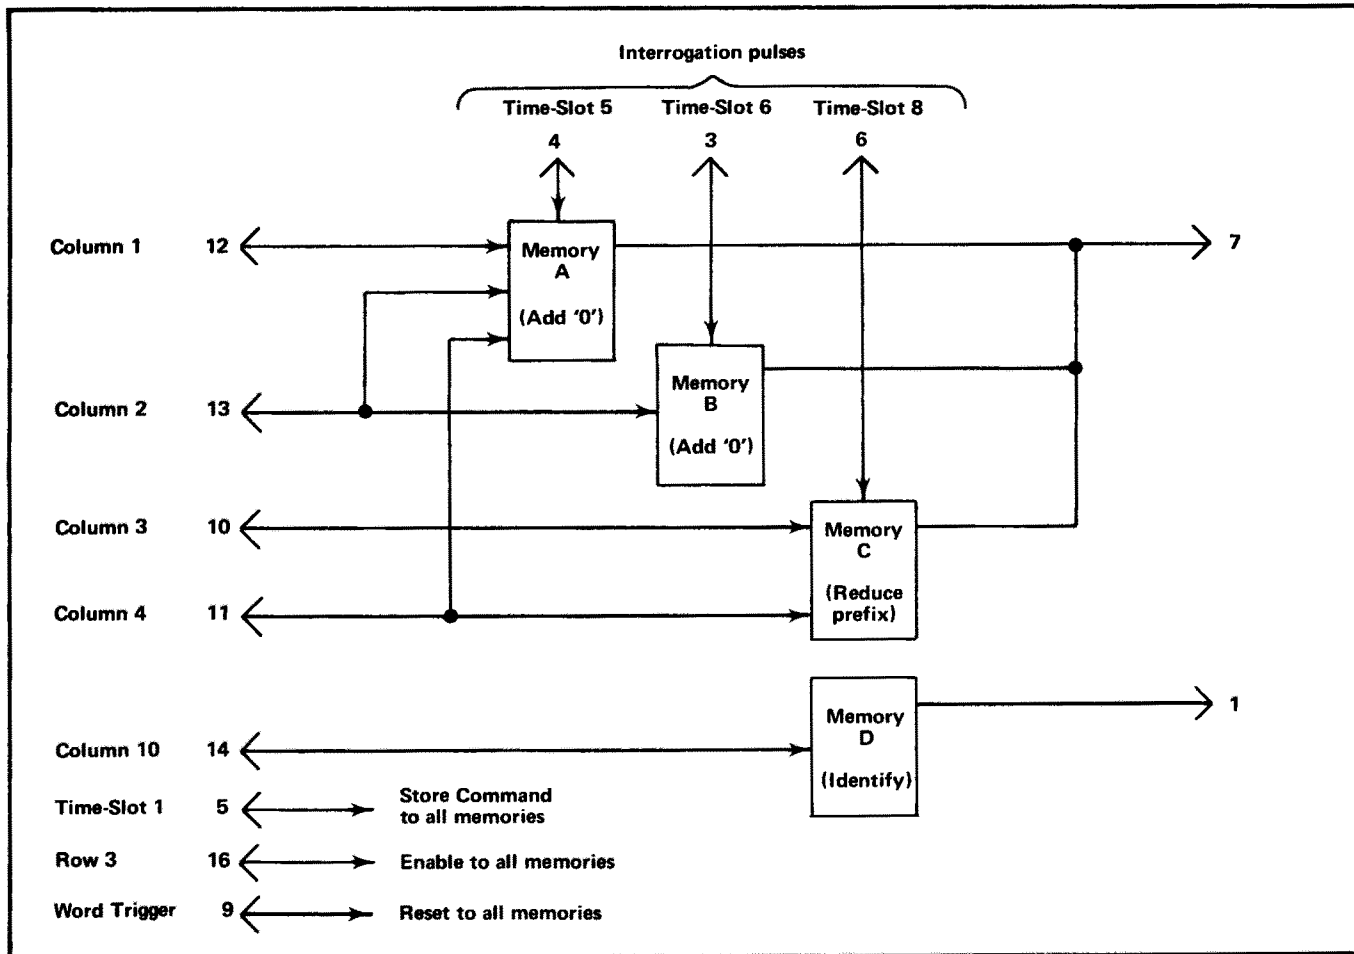 Interrogation pulses
Time-Slot 5 Time-Slot 6 Time-Slot 8
4 3 6
Column 1 12
Memory
A
(Add ‘0’)
7
Column 2 13
Memory
B
(Add ‘0’)
Column 3 10
Memory
C
(Reduce
prefix)
Column 4 11
Memory
D
(Identify)
1
Column 10 14
Time-Slot 1 5 Store Command
to all memories
Row 3 16 Enable to all memories
Word Trigger 9 Reset to all memories